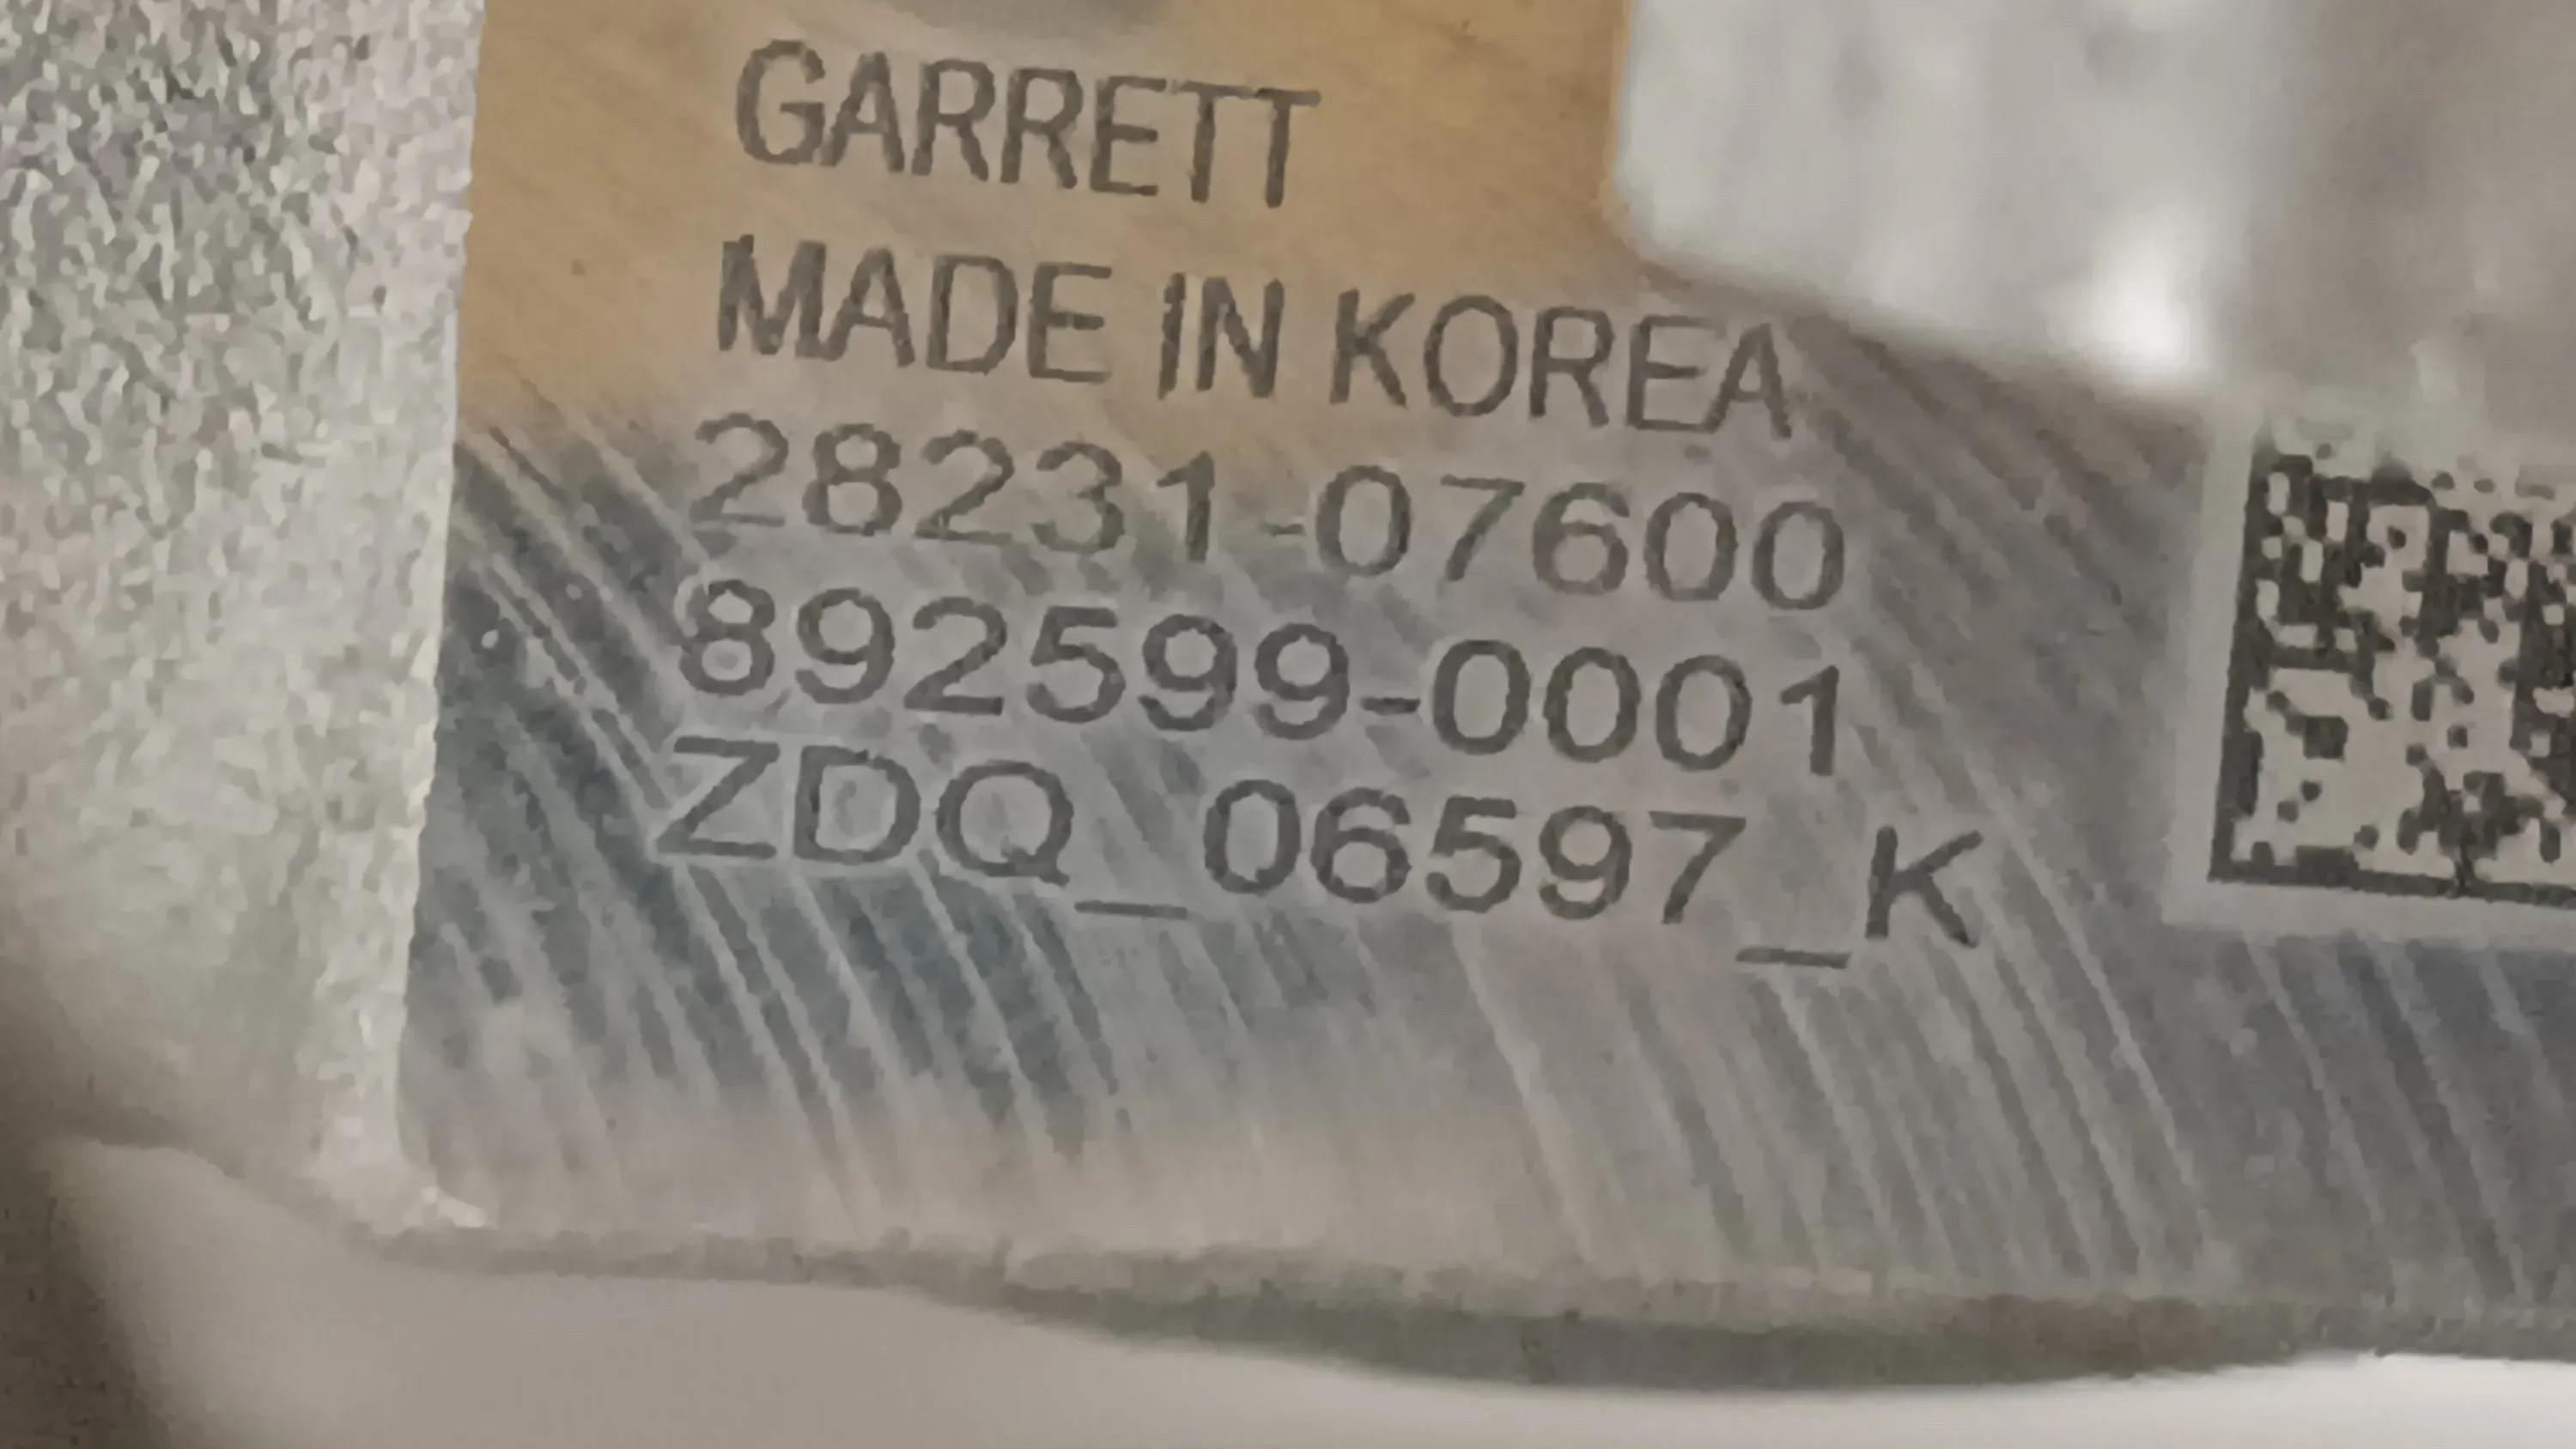 GARRETT
MADE IN KOREA
28231-07600
892599-0001
ZDQ_06597_K